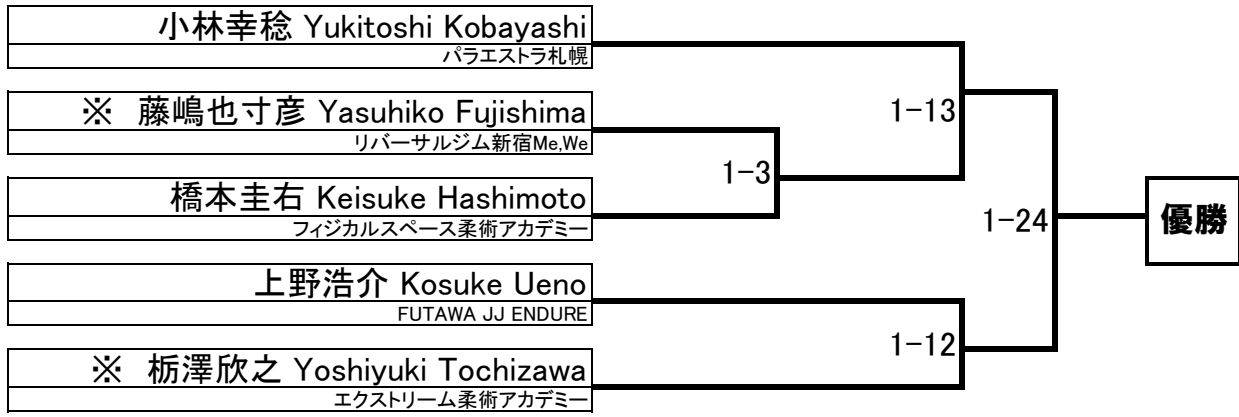 小林幸稔 Yukitoshi Kobayashi
パラエストラ札幌
※ 藤嶋也寸彦 Yasuhiko Fujishima
リバーサルジム新宿Me,We
橋本圭右 Keisuke Hashimoto
フィジカルスペース柔術アカデミー
上野浩介 Kosuke Ueno
FUTAWA JJ ENDURE
※ 栃澤欣之 Yoshiyuki Tochizawa
エクストリーム柔術アカデミー
1-3
1-13
1-12
1-24
優勝